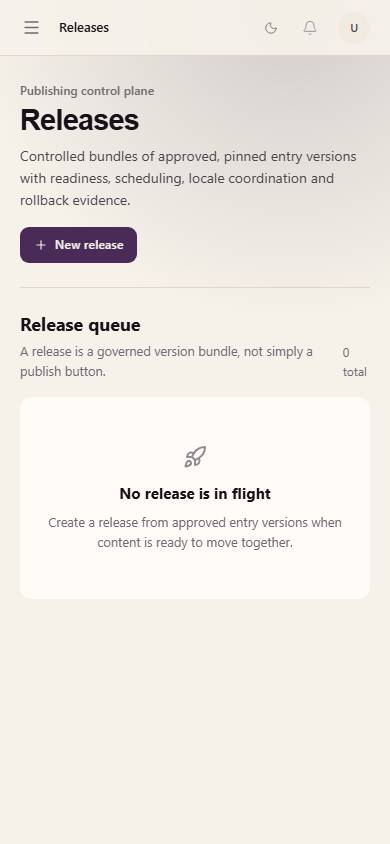 Releases
U
Publishing control plane
Releases
Controlled bundles of approved, pinned entry versions
with readiness, scheduling, locale coordination and
rollback evidence.
New release
Release queue
A release is a governed version bundle, not simply a
publish button.
0
total
No release is in flight
Create a release from approved entry versions when
content is ready to move together.